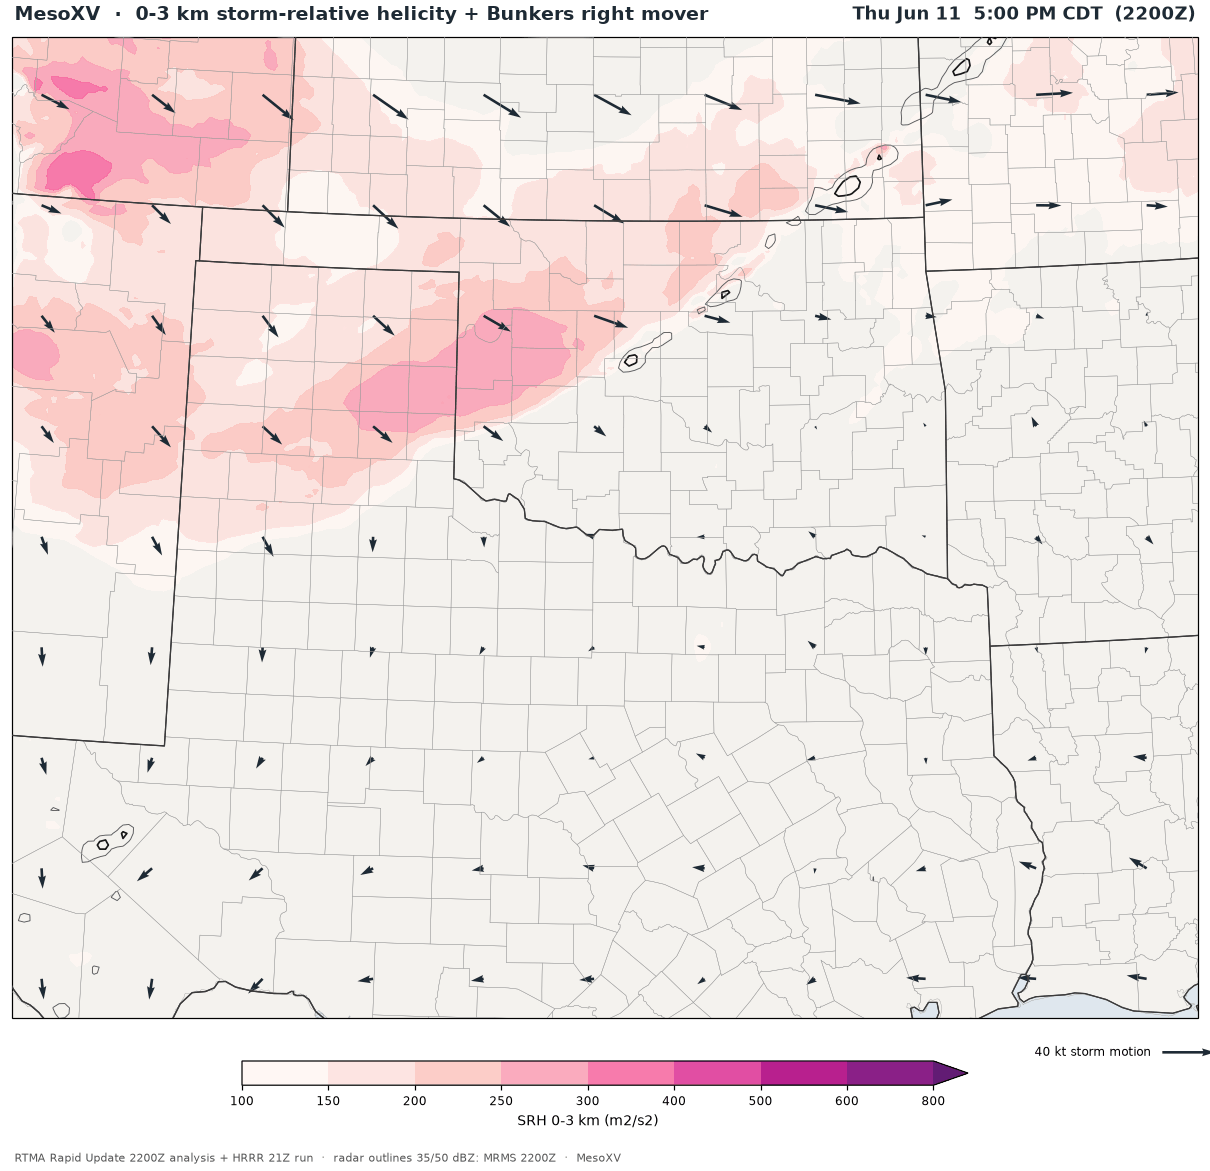 MesoXV · 0-3 km storm-relative helicity + Bunkers right mover
Thu Jun 11 5:00 PM CDT (2200Z)
40 kt storm motion
100 150 200 250 300 400 500 600 800
SRH 0-3 km (m2/s2)
RTMA Rapid Update 2200Z analysis + HRRR 21Z run · radar outlines 35/50 dBZ: MRMS 2200Z · MesoXV